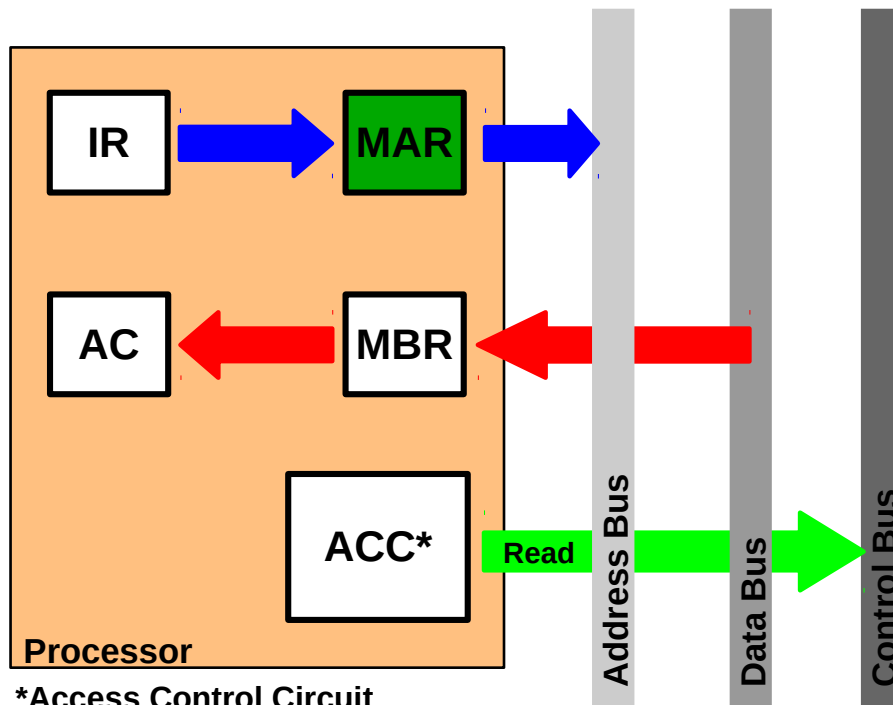 IR
MAR
AC
MBR
ACC*
Read
Processor
*Access Control Circuit
Address Bus
Data Bus
Control Bus